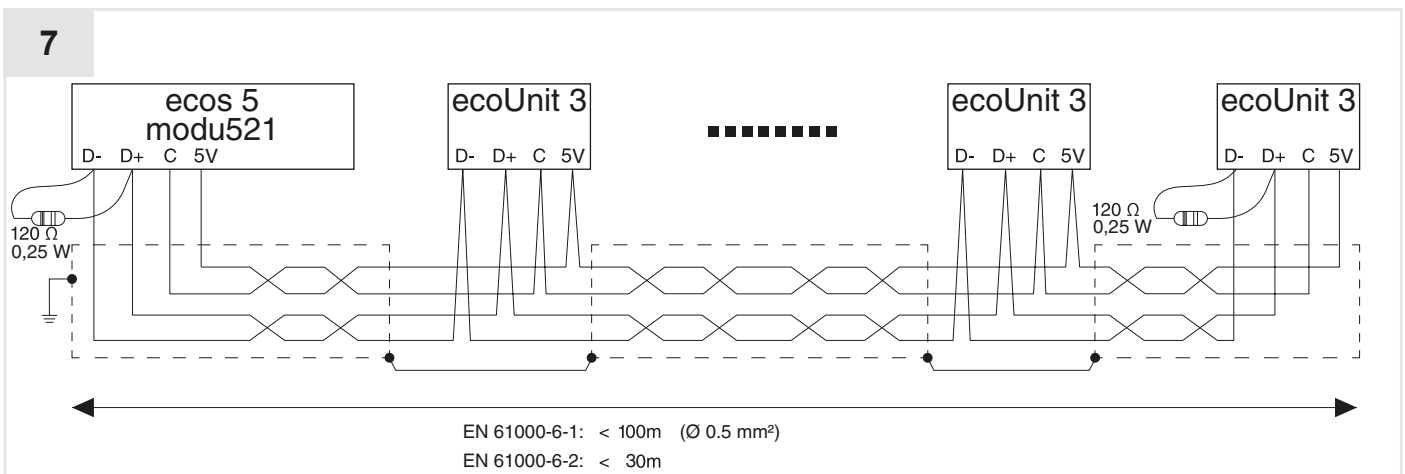 7
ecos 5
modu521
D- D+ C 5V
ecoUnit 3
D- D+ C 5V
ecoUnit 3
D- D+ C 5V
ecoUnit 3
D- D+ C 5V
120 Ω
0,25 W
120 Ω
0,25 W
EN 61000-6-1: < 100m (Ø 0.5 mm²)
EN 61000-6-2: < 30m